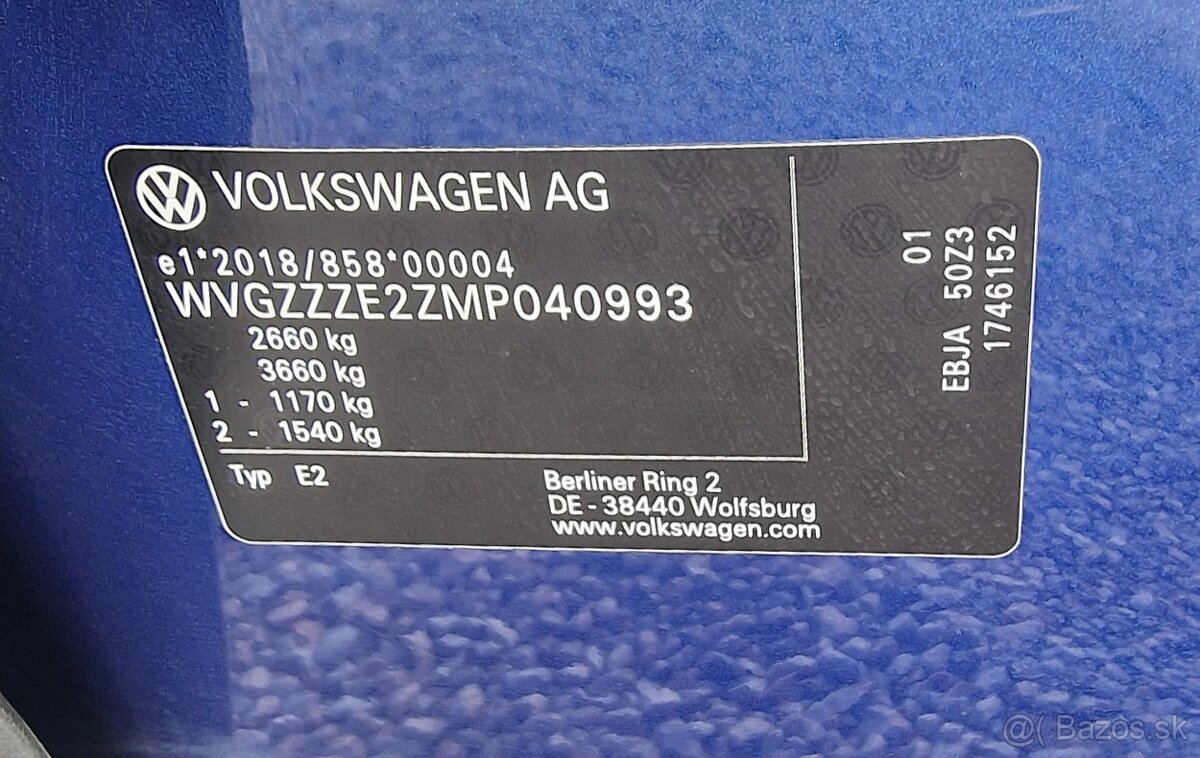 VOLKSWAGEN AG
e1*2018/858*00004
WVGZZZE2ZMP040993
2660 kg
3660 kg
1 - 1170 kg
2 - 1540 kg
Typ E2
Berliner Ring 2
DE-38440 Wolfsburg
www.volkswagen.com
01
EBJA 50Z3
1746152
@( Bazos.sk